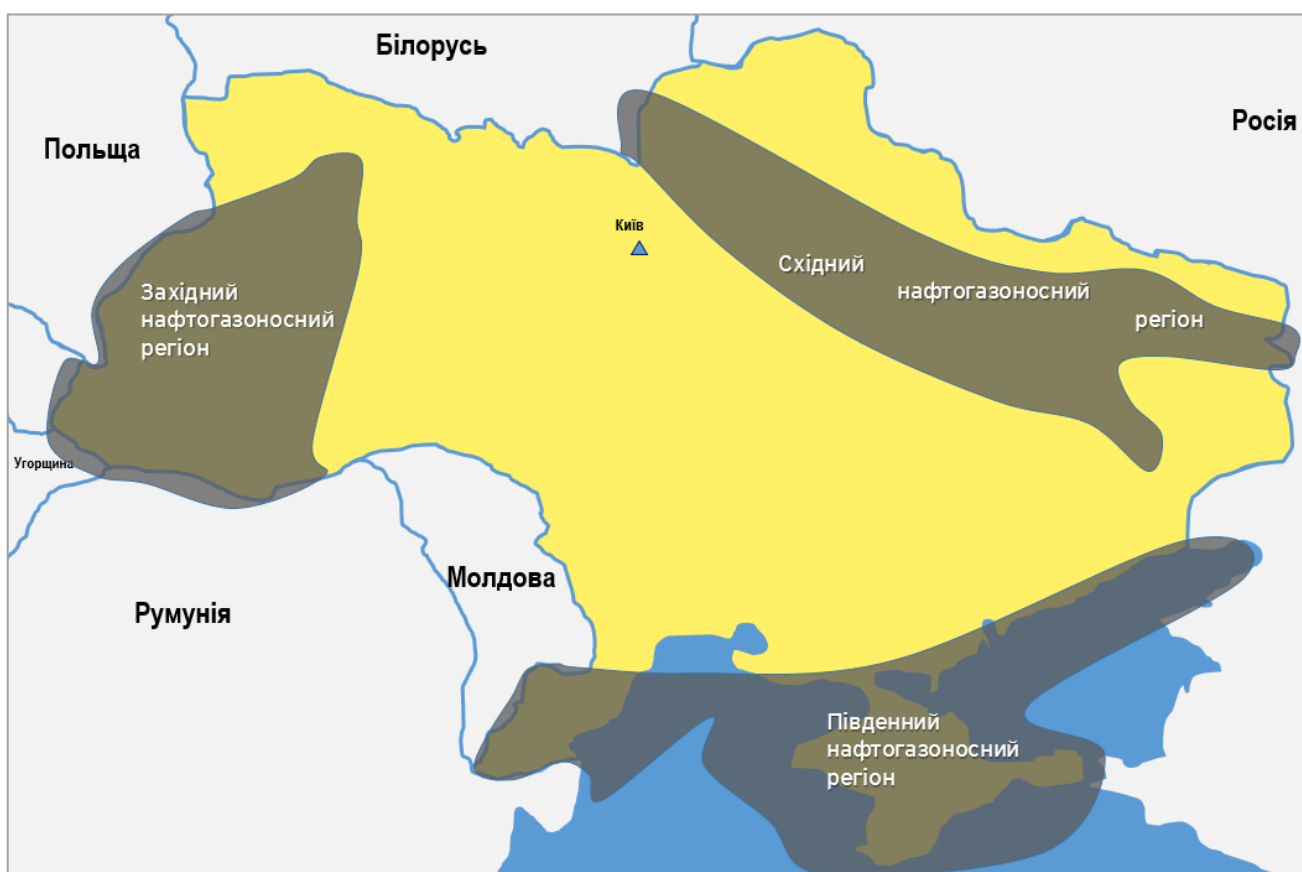 Білорусь
Росія
Польща
Київ
Східний
нафтогазоносний
регіон
Західний
нафтогазоносний
регіон
Угорщина
Молдова
Румунія
Південний
нафтогазоносний
регіон